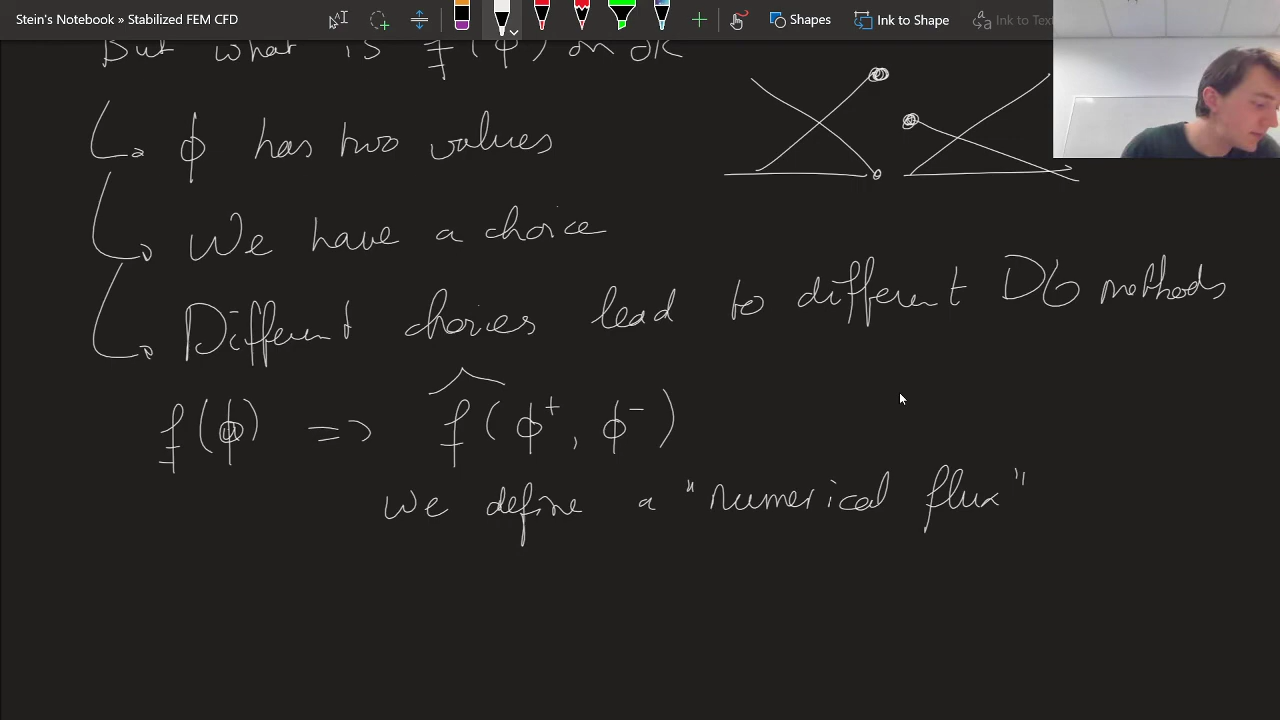 Stein's Notebook » Stabilized FEM CFD
Shapes
Ink to Shape
Ink to Text
But what is f(ϕ) on ∂K
ϕ has two values
We have a choice
Different choices lead to different DG methods
f(ϕ) => f̂(ϕ⁺, ϕ⁻)
We define a "numerical flux"